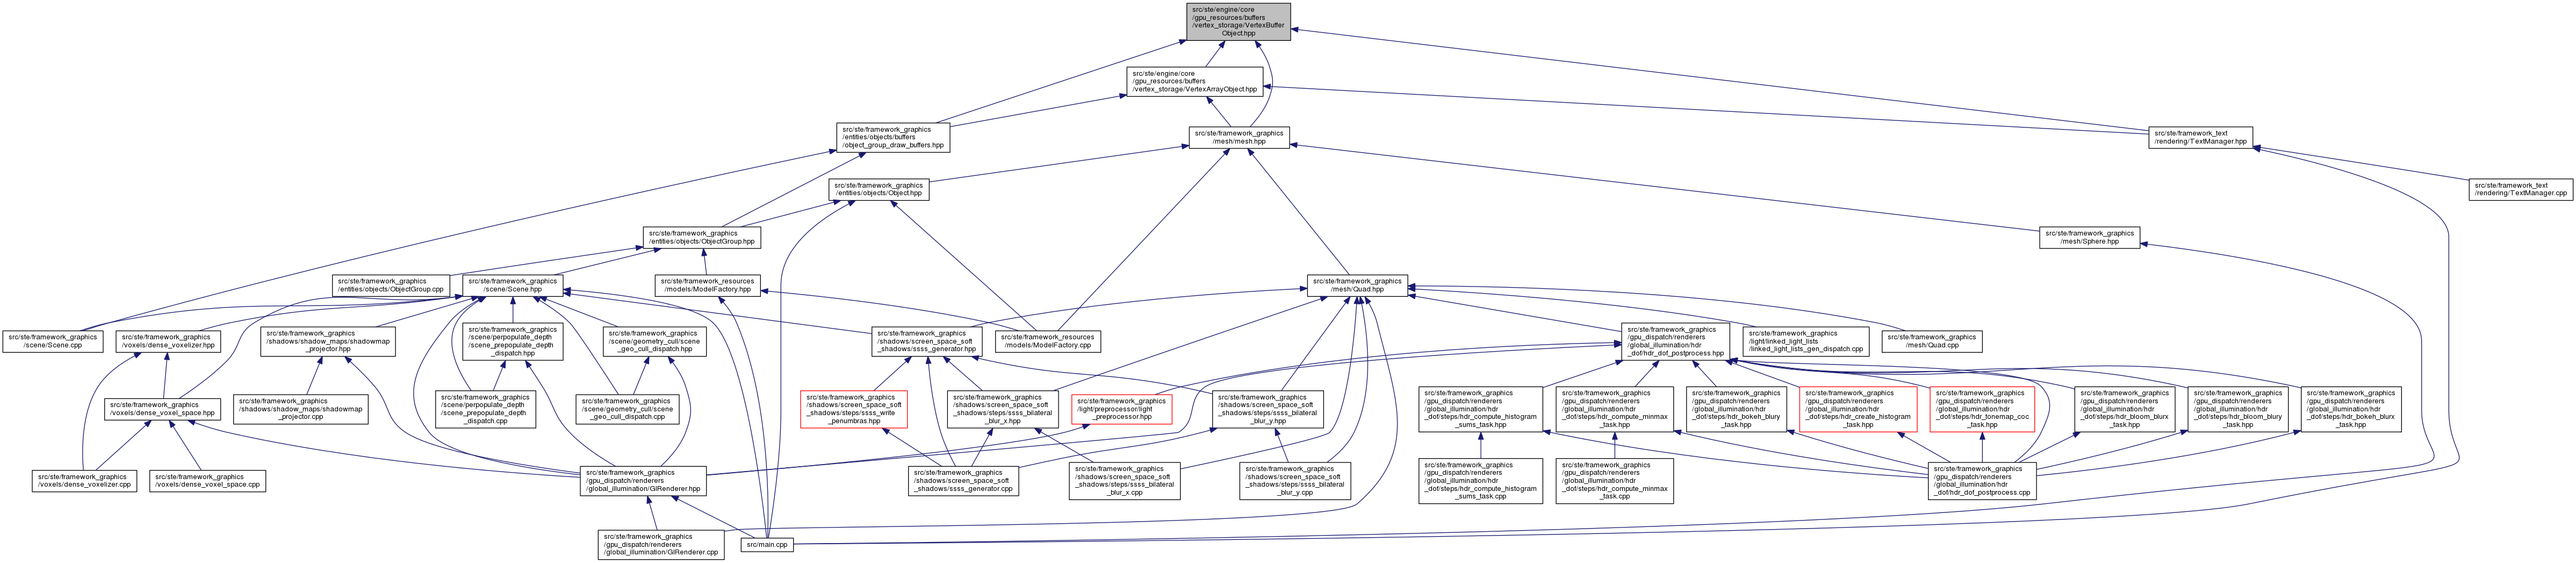 src/ste/engine/core
/gpu_resources/buffers
/vertex_storage/VertexBuffer
Object.hpp
src/ste/engine/core
/gpu_resources/buffers
/vertex_storage/VertexArrayObject.hpp
src/ste/framework_graphics
/entities/objects/buffers
/object_group_draw_buffers.hpp
src/ste/framework_graphics
/mesh/mesh.hpp
src/ste/framework_text
/rendering/TextManager.hpp
src/ste/framework_graphics
/entities/objects/Object.hpp
src/ste/framework_text
/rendering/TextManager.cpp
src/ste/framework_graphics
/entities/objects/ObjectGroup.hpp
src/ste/framework_graphics
/mesh/Sphere.hpp
src/ste/framework_graphics
/entities/objects/ObjectGroup.cpp
src/ste/framework_graphics
/scene/Scene.hpp
src/ste/framework_resources
/models/ModelFactory.hpp
src/ste/framework_graphics
/mesh/Quad.hpp
src/ste/framework_graphics
/scene/Scene.cpp
src/ste/framework_graphics
/voxels/dense_voxelizer.hpp
src/ste/framework_graphics
/shadows/shadow_maps/shadowmap
_projector.hpp
src/ste/framework_graphics
/scene/perpopulate_depth
/scene_prepopulate_depth
_dispatch.hpp
src/ste/framework_graphics
/scene/geometry_cull/scene
_geo_cull_dispatch.hpp
src/ste/framework_graphics
/shadows/screen_space_soft
_shadows/ssss_generator.hpp
src/ste/framework_resources
/models/ModelFactory.cpp
src/ste/framework_graphics
/gpu_dispatch/renderers
/global_illumination/hdr
_dof/hdr_dof_postprocess.hpp
src/ste/framework_graphics
/light/linked_light_lists
/linked_light_lists_gen_dispatch.cpp
src/ste/framework_graphics
/mesh/Quad.cpp
src/ste/framework_graphics
/voxels/dense_voxel_space.hpp
src/ste/framework_graphics
/shadows/shadow_maps/shadowmap
_projector.cpp
src/ste/framework_graphics
/scene/perpopulate_depth
/scene_prepopulate_depth
_dispatch.cpp
src/ste/framework_graphics
/scene/geometry_cull/scene
_geo_cull_dispatch.cpp
src/ste/framework_graphics
/shadows/screen_space_soft
_shadows/steps/ssss_write
_penumbras.hpp
src/ste/framework_graphics
/shadows/screen_space_soft
_shadows/steps/ssss_bilateral
_blur_x.hpp
src/ste/framework_graphics
/light/preprocessor/light
_preprocessor.hpp
src/ste/framework_graphics
/shadows/screen_space_soft
_shadows/steps/ssss_bilateral
_blur_y.hpp
src/ste/framework_graphics
/gpu_dispatch/renderers
/global_illumination/hdr
_dof/steps/hdr_compute_histogram
_sums_task.hpp
src/ste/framework_graphics
/gpu_dispatch/renderers
/global_illumination/hdr
_dof/steps/hdr_compute_minmax
_task.hpp
src/ste/framework_graphics
/gpu_dispatch/renderers
/global_illumination/hdr
_dof/steps/hdr_bokeh_blury
_task.hpp
src/ste/framework_graphics
/gpu_dispatch/renderers
/global_illumination/hdr
_dof/steps/hdr_create_histogram
_task.hpp
src/ste/framework_graphics
/gpu_dispatch/renderers
/global_illumination/hdr
_dof/steps/hdr_tonemap_coc
_task.hpp
src/ste/framework_graphics
/gpu_dispatch/renderers
/global_illumination/hdr
_dof/steps/hdr_bloom_blurx
_task.hpp
src/ste/framework_graphics
/gpu_dispatch/renderers
/global_illumination/hdr
_dof/steps/hdr_bloom_blury
_task.hpp
src/ste/framework_graphics
/gpu_dispatch/renderers
/global_illumination/hdr
_dof/steps/hdr_bokeh_blurx
_task.hpp
src/ste/framework_graphics
/voxels/dense_voxelizer.cpp
src/ste/framework_graphics
/voxels/dense_voxel_space.cpp
src/ste/framework_graphics
/gpu_dispatch/renderers
/global_illumination/GIRenderer.hpp
src/ste/framework_graphics
/shadows/screen_space_soft
_shadows/ssss_generator.cpp
src/ste/framework_graphics
/shadows/screen_space_soft
_shadows/steps/ssss_bilateral
_blur_x.cpp
src/ste/framework_graphics
/shadows/screen_space_soft
_shadows/steps/ssss_bilateral
_blur_y.cpp
src/ste/framework_graphics
/gpu_dispatch/renderers
/global_illumination/hdr
_dof/steps/hdr_compute_histogram
_sums_task.cpp
src/ste/framework_graphics
/gpu_dispatch/renderers
/global_illumination/hdr
_dof/steps/hdr_compute_minmax
_task.cpp
src/ste/framework_graphics
/gpu_dispatch/renderers
/global_illumination/hdr
_dof/hdr_dof_postprocess.cpp
src/ste/framework_graphics
/gpu_dispatch/renderers
/global_illumination/GIRenderer.cpp
src/main.cpp